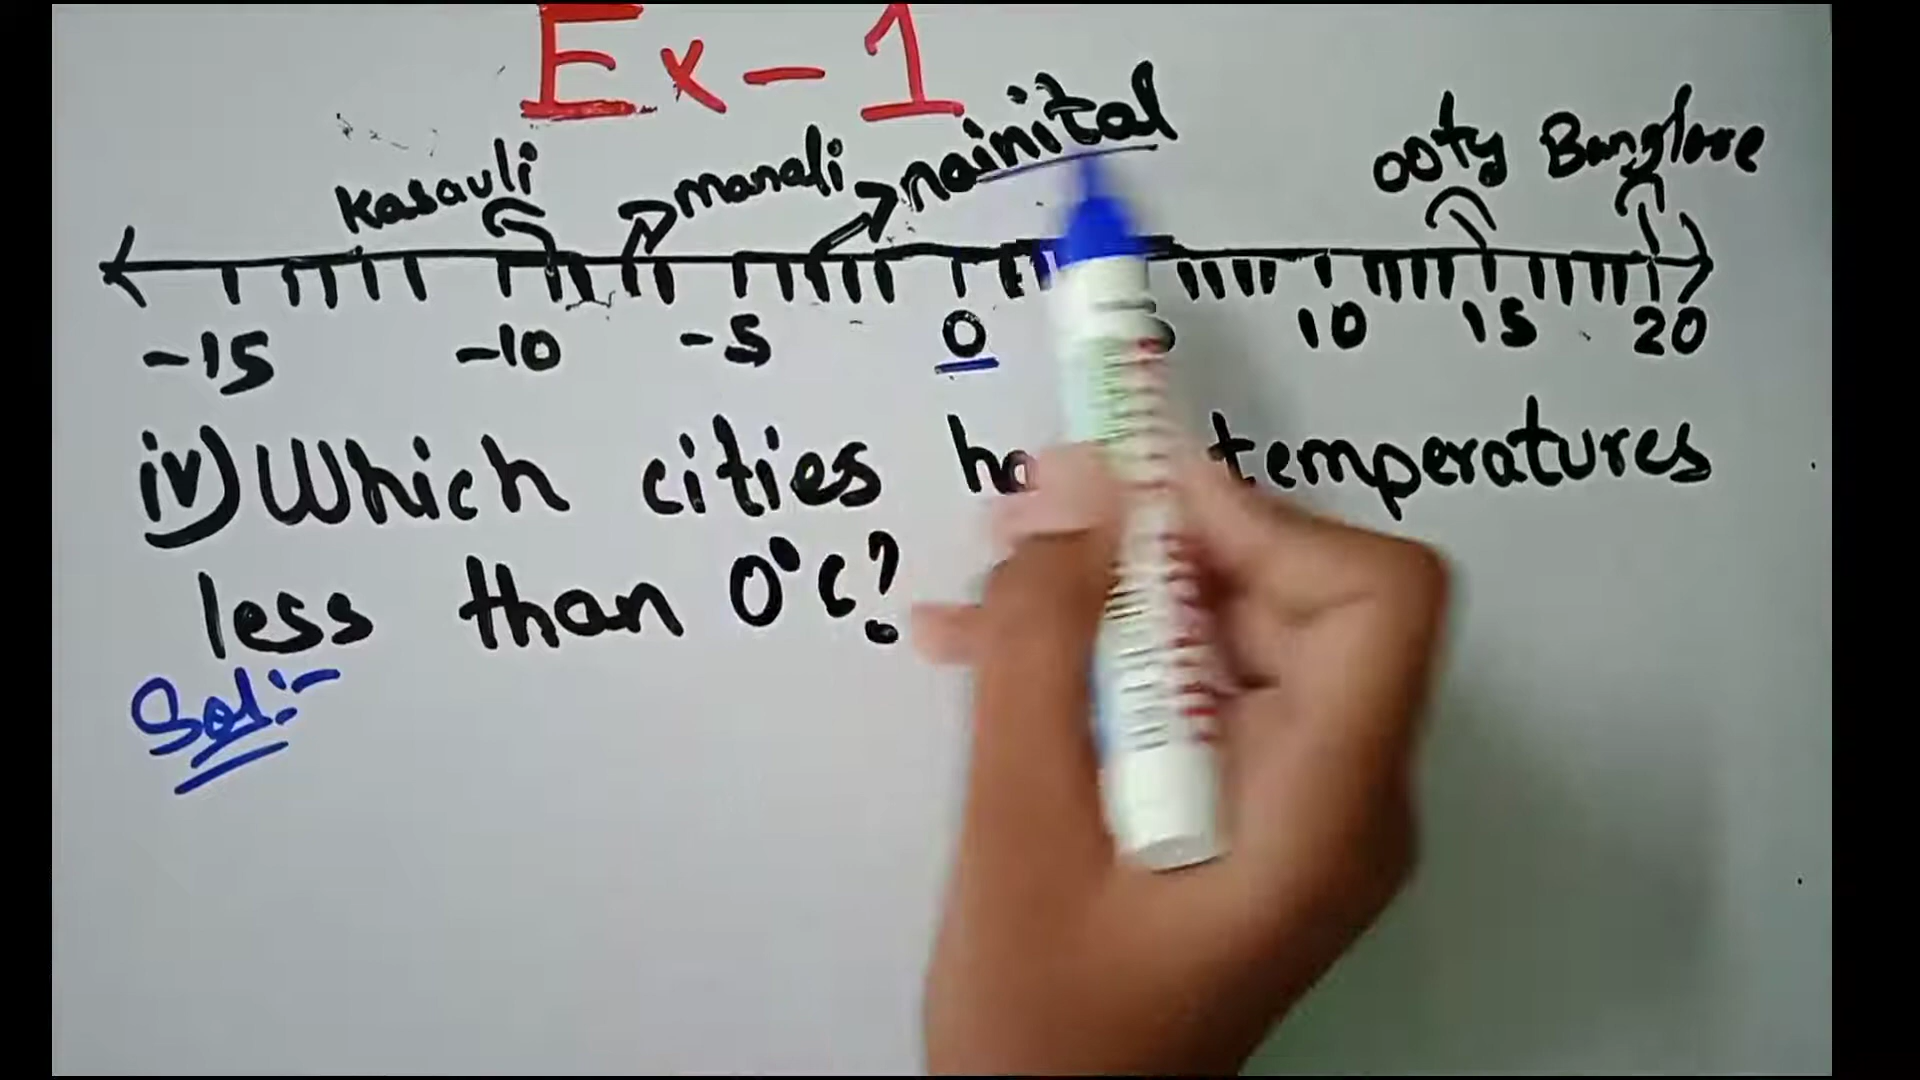 Ex-1
Kasauli manali nainital ooty Banglore
-15 -10 -5 0 10 15 20
iv) Which cities temperatures
less than 0°c?
Sol:-